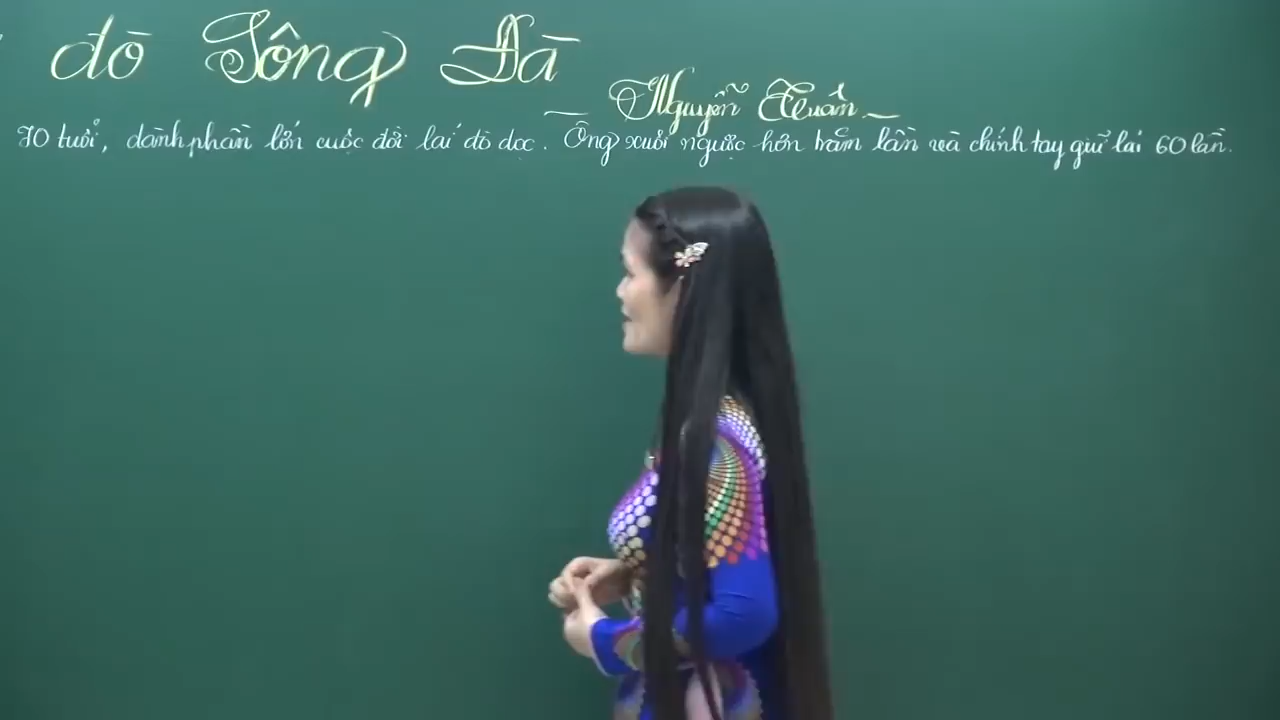 đò Sông Đà
Nguyễn Tuân
70 tuổi, dành phần lớn cuộc đời lái đò dọc. Ông xuôi ngược hơn trăm lần và chính tay giữ lái 60 lần.